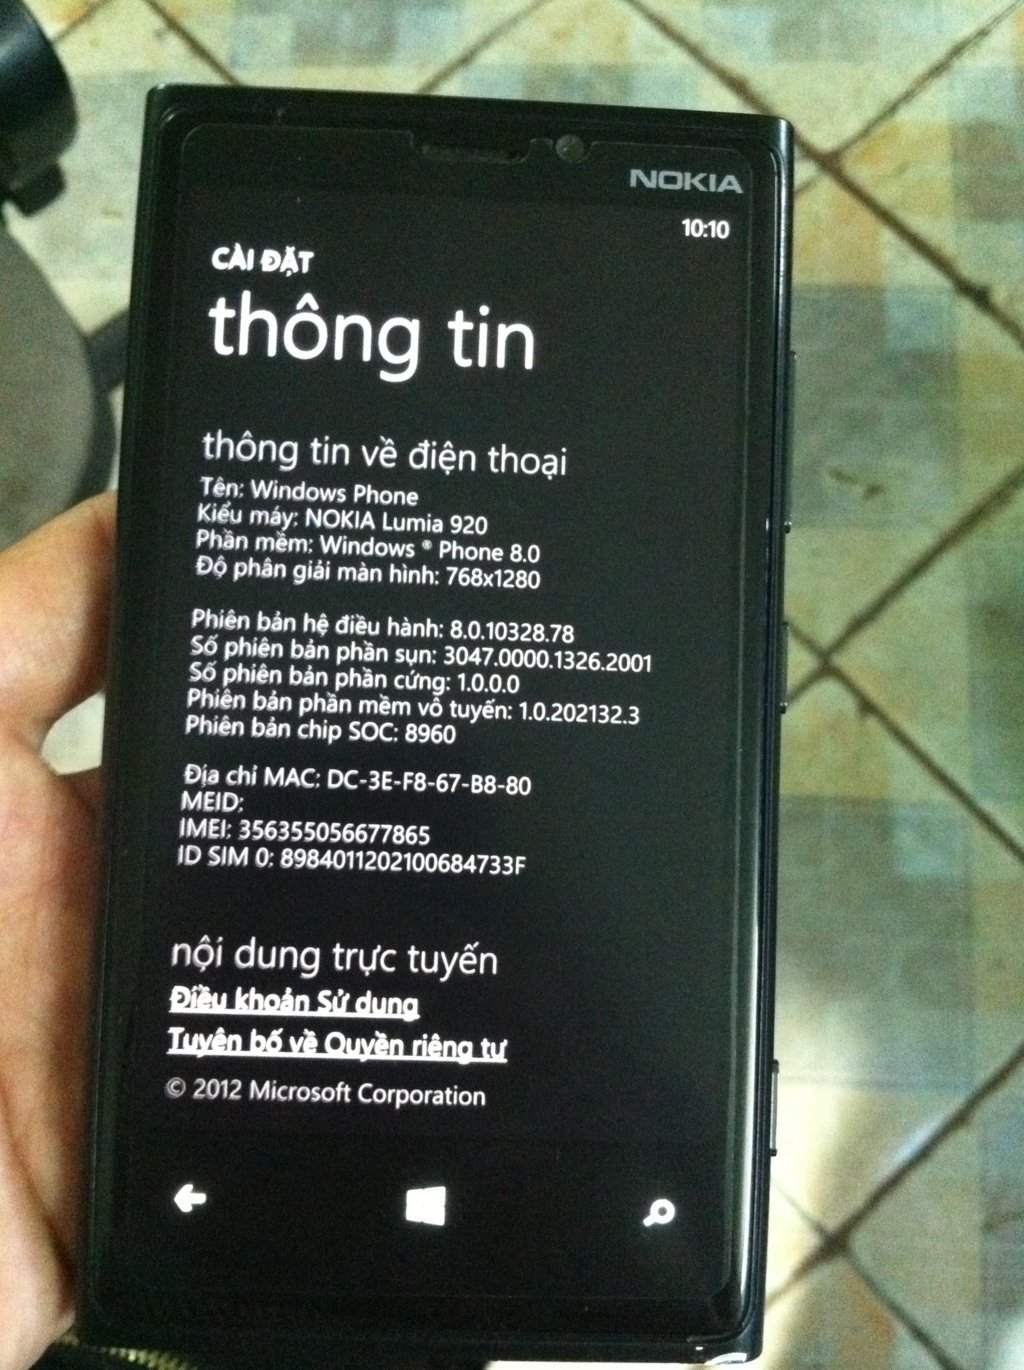 NOKIA
10:10
CÀI ĐẶT
thông tin
thông tin về điện thoại
Tên: Windows Phone
Kiểu máy: NOKIA Lumia 920
Phần mềm: Windows ® Phone 8.0
Độ phân giải màn hình: 768x1280
Phiên bản hệ điều hành: 8.0.10328.78
Số phiên bản phần sụn: 3047.0000.1326.2001
Số phiên bản phần cứng: 1.0.0.0
Phiên bản phần mềm vô tuyến: 1.0.202132.3
Phiên bản chip SOC: 8960
Địa chỉ MAC: DC-3E-F8-67-B8-80
MEID:
IMEI: 356355056677865
ID SIM 0: 89840112021006847​33F
nội dung trực tuyến
Điều khoản Sử dụng
Tuyên bố về Quyền riêng tư
© 2012 Microsoft Corporation